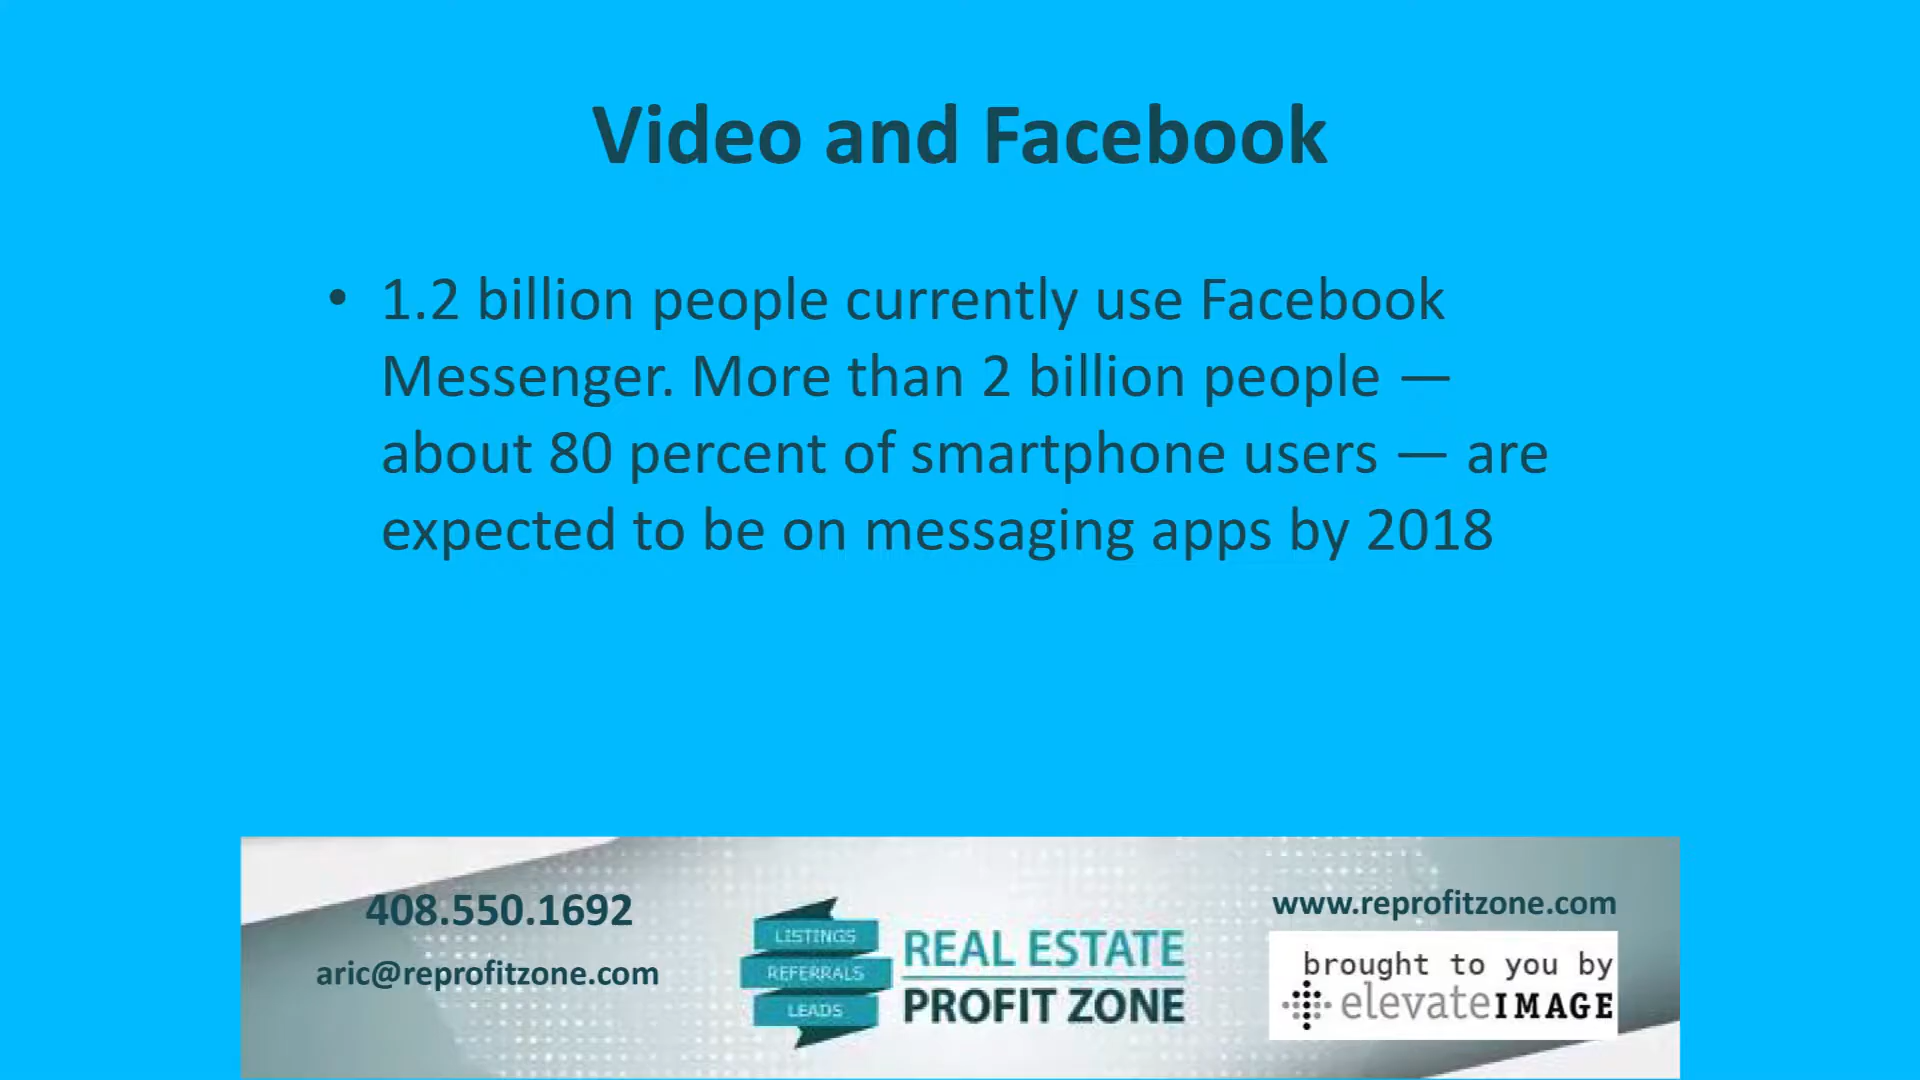 Video and Facebook
• 1.2 billion people currently use Facebook
Messenger. More than 2 billion people —
about 80 percent of smartphone users — are
expected to be on messaging apps by 2018
408.550.1692
aric@reprofitzone.com
LISTINGS
REFERRALS
LEADS
REAL ESTATE
PROFIT ZONE
www.reprofitzone.com
brought to you by
elevateIMAGE